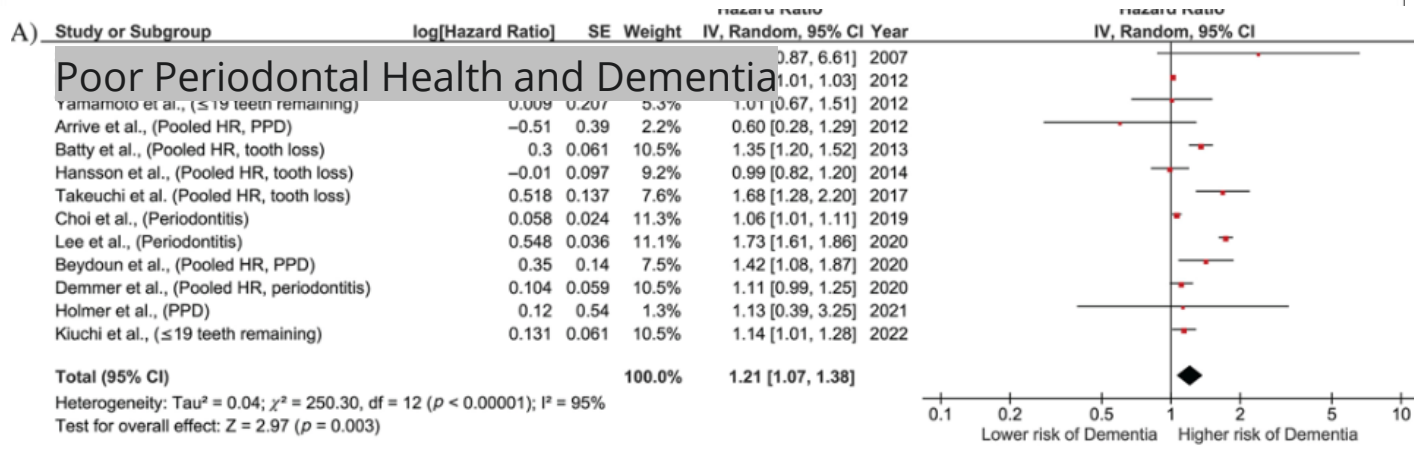 Hazard Ratio Hazard Ratio
A) Study or Subgroup log[Hazard Ratio] SE Weight IV, Random, 95% CI Year IV, Random, 95% CI
0.87, 6.61] 2007
Poor Periodontal Health and Dementia
1.01, 1.03] 2012
Yamamoto et al., (≤19 teeth remaining) 0.009 0.207 5.3% 1.01 [0.67, 1.51] 2012
Arrive et al., (Pooled HR, PPD) –0.51 0.39 2.2% 0.60 [0.28, 1.29] 2012
Batty et al., (Pooled HR, tooth loss) 0.3 0.061 10.5% 1.35 [1.20, 1.52] 2013
Hansson et al., (Pooled HR, tooth loss) –0.01 0.097 9.2% 0.99 [0.82, 1.20] 2014
Takeuchi et al. (Pooled HR, tooth loss) 0.518 0.137 7.6% 1.68 [1.28, 2.20] 2017
Choi et al., (Periodontitis) 0.058 0.024 11.3% 1.06 [1.01, 1.11] 2019
Lee et al., (Periodontitis) 0.548 0.036 11.1% 1.73 [1.61, 1.86] 2020
Beydoun et al., (Pooled HR, PPD) 0.35 0.14 7.5% 1.42 [1.08, 1.87] 2020
Demmer et al., (Pooled HR, periodontitis) 0.104 0.059 10.5% 1.11 [0.99, 1.25] 2020
Holmer et al., (PPD) 0.12 0.54 1.3% 1.13 [0.39, 3.25] 2021
Kiuchi et al., (≤19 teeth remaining) 0.131 0.061 10.5% 1.14 [1.01, 1.28] 2022
Total (95% CI) 100.0% 1.21 [1.07, 1.38]
Heterogeneity: Tau² = 0.04; χ² = 250.30, df = 12 (p < 0.00001); I² = 95%
Test for overall effect: Z = 2.97 (p = 0.003)
0.1 0.2 0.5 1 2 5 10
Lower risk of Dementia Higher risk of Dementia